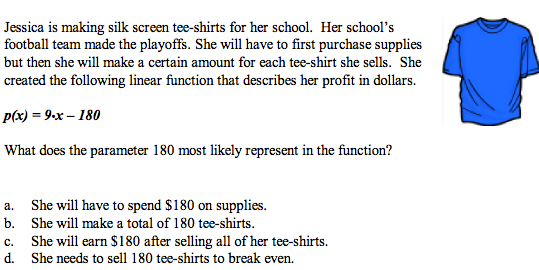 Jessica is making silk screen tee-shirts for her school. Her school's
football team made the playoffs. She will have to first purchase supplies
but then she will make a certain amount for each tee-shirt she sells. She
created the following linear function that describes her profit in dollars.
p(x) = 9·x – 180
What does the parameter 180 most likely represent in the function?
a. She will have to spend $180 on supplies.
b. She will make a total of 180 tee-shirts.
c. She will earn $180 after selling all of her tee-shirts.
d. She needs to sell 180 tee-shirts to break even.